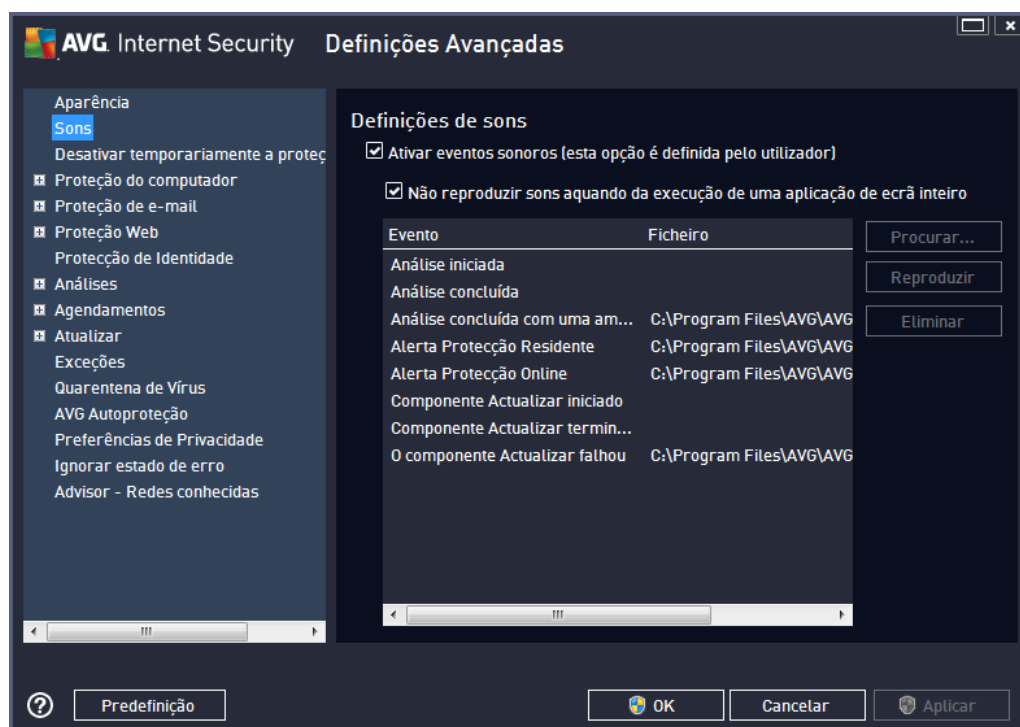 AVG. Internet Security Definições Avançadas
Aparência
Sons
Desativar temporariamente a proteç
Proteção do computador
Proteção de e-mail
Proteção Web
Protecção de Identidade
Análises
Agendamentos
Atualizar
Exceções
Quarentena de Vírus
AVG Autoproteção
Preferências de Privacidade
Ignorar estado de erro
Advisor - Redes conhecidas
Definições de sons
Ativar eventos sonoros (esta opção é definida pelo utilizador)
Não reproduzir sons aquando da execução de uma aplicação de ecrã inteiro
Evento Ficheiro
Análise iniciada
Análise concluída
Análise concluída com uma am... C:\Program Files\AVG\AVG
Alerta Protecção Residente C:\Program Files\AVG\AVG
Alerta Protecção Online C:\Program Files\AVG\AVG
Componente Actualizar iniciado
Componente Actualizar termin...
O componente Actualizar falhou C:\Program Files\AVG\AVG
Procurar...
Reproduzir
Eliminar
Predefinição OK Cancelar Aplicar